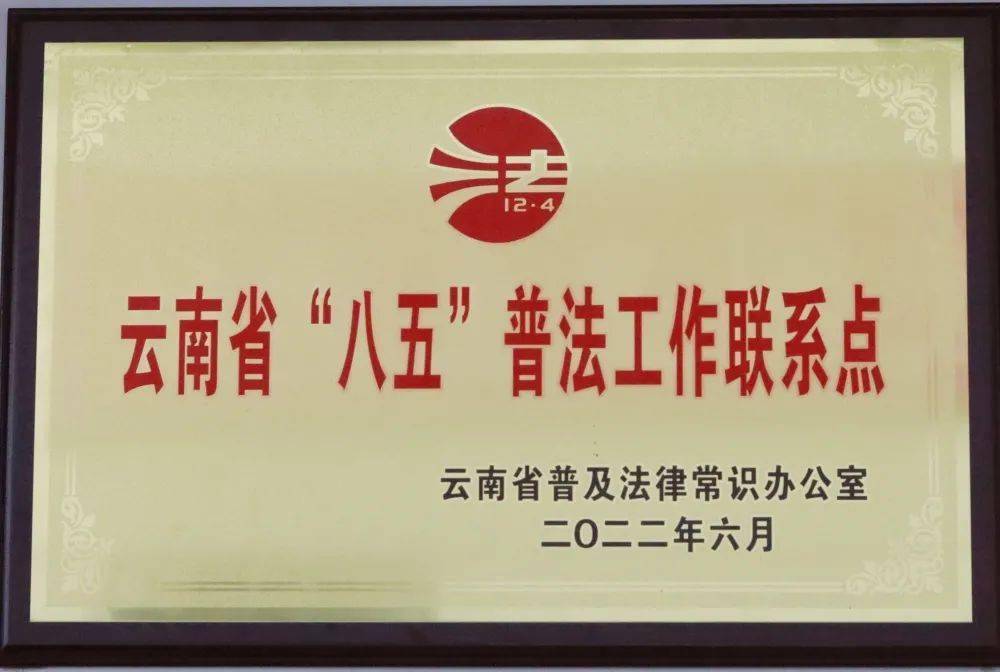 法
12·4
云南省“八五”普法工作联系点
云南省普及法律常识办公室
二〇二二年六月